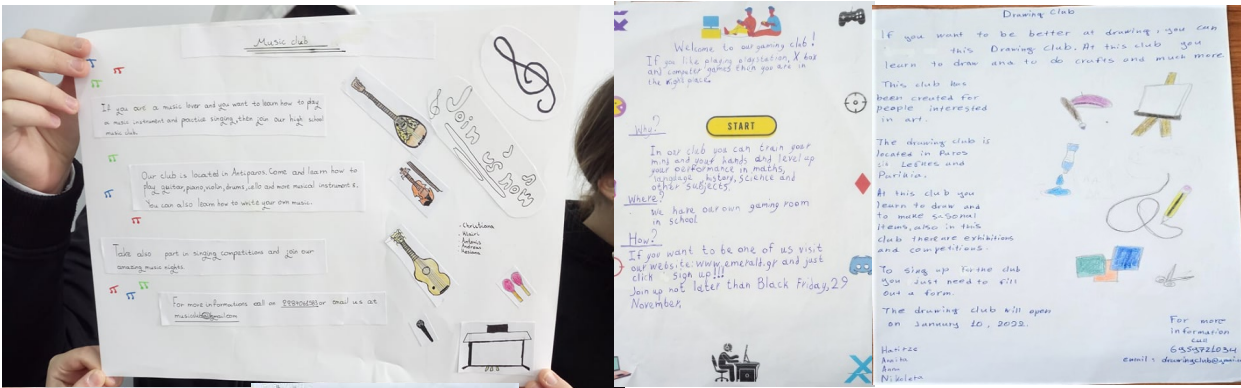 Music club
If you are a music lover and you want to learn how to play
a music instrument and practise singing, then join our high school
music club.
Our club is located in Antiparos. Come and learn how to
play guitar, piano, violin, drums, cello and more musical instruments.
You can also learn how to write your own music.
Take also part in singing competitions and join our
amazing music nights
For more informations call on
or email us at
Join us now
- Christiana
Welcome to our gaming club!
If you like playing playstation, X box
and computer games then you are in
the right place.
START
Why?
In our club you can train your
mind and your hands and level up
your performance in maths,
language, history, science and
other subjects.
Where?
We have our own gaming room
in school
How?
If you want to be one of us visit
our website: www.emerald.gr and just
click sign up!!!
Join up not later than Black Friday, 29
November,
Drawing Club
If you want to be better at drawing, you can
this Drawing Club. At this club you
learn to draw and to do crafts and much more.
This club has
been created for
people interested
in art.
The drawing club is
located in Paros
in Lefkes and
Parikia.
At this club you
learn to draw and
to make
items, also in this
club there are exhibitions
and competitions.
To sing up for the club
you just need to fill
out a form.
The drawing club will open
on January 10, 2022.
Anna
Nikoleta
For more
information
call
6959721034
email: drawingclub@